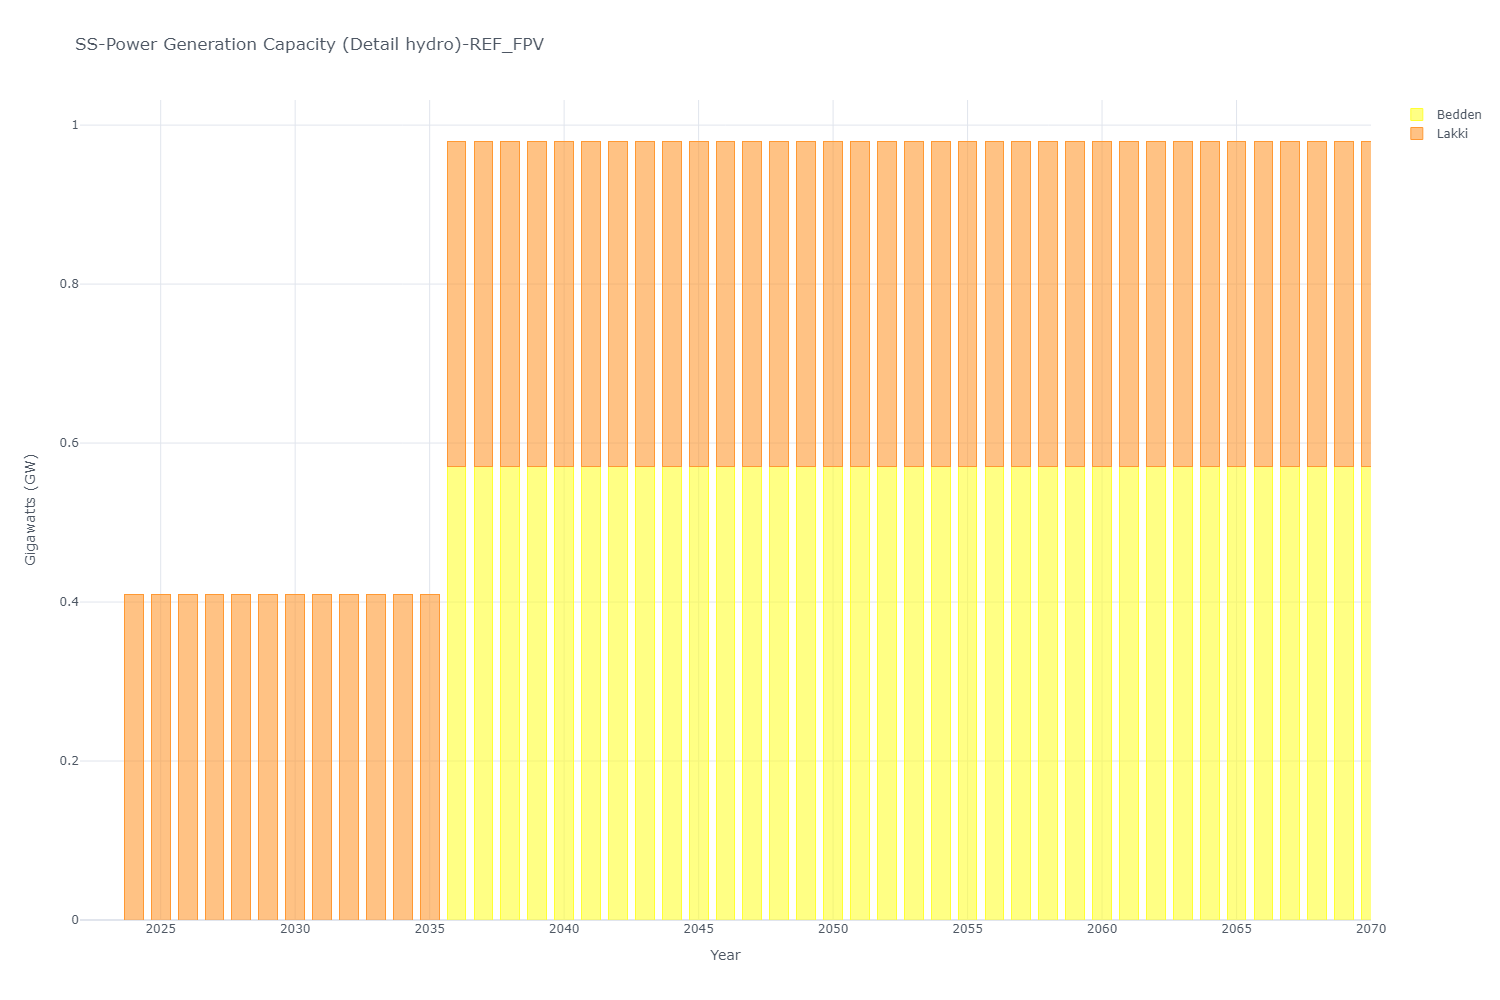 SS-Power Generation Capacity (Detail hydro)-REF_FPV
Bedden
Lakki
1
0.8
0.6
0.4
0.2
0
Gigawatts (GW)
2025 2030 2035 2040 2045 2050 2055 2060 2065 2070
Year